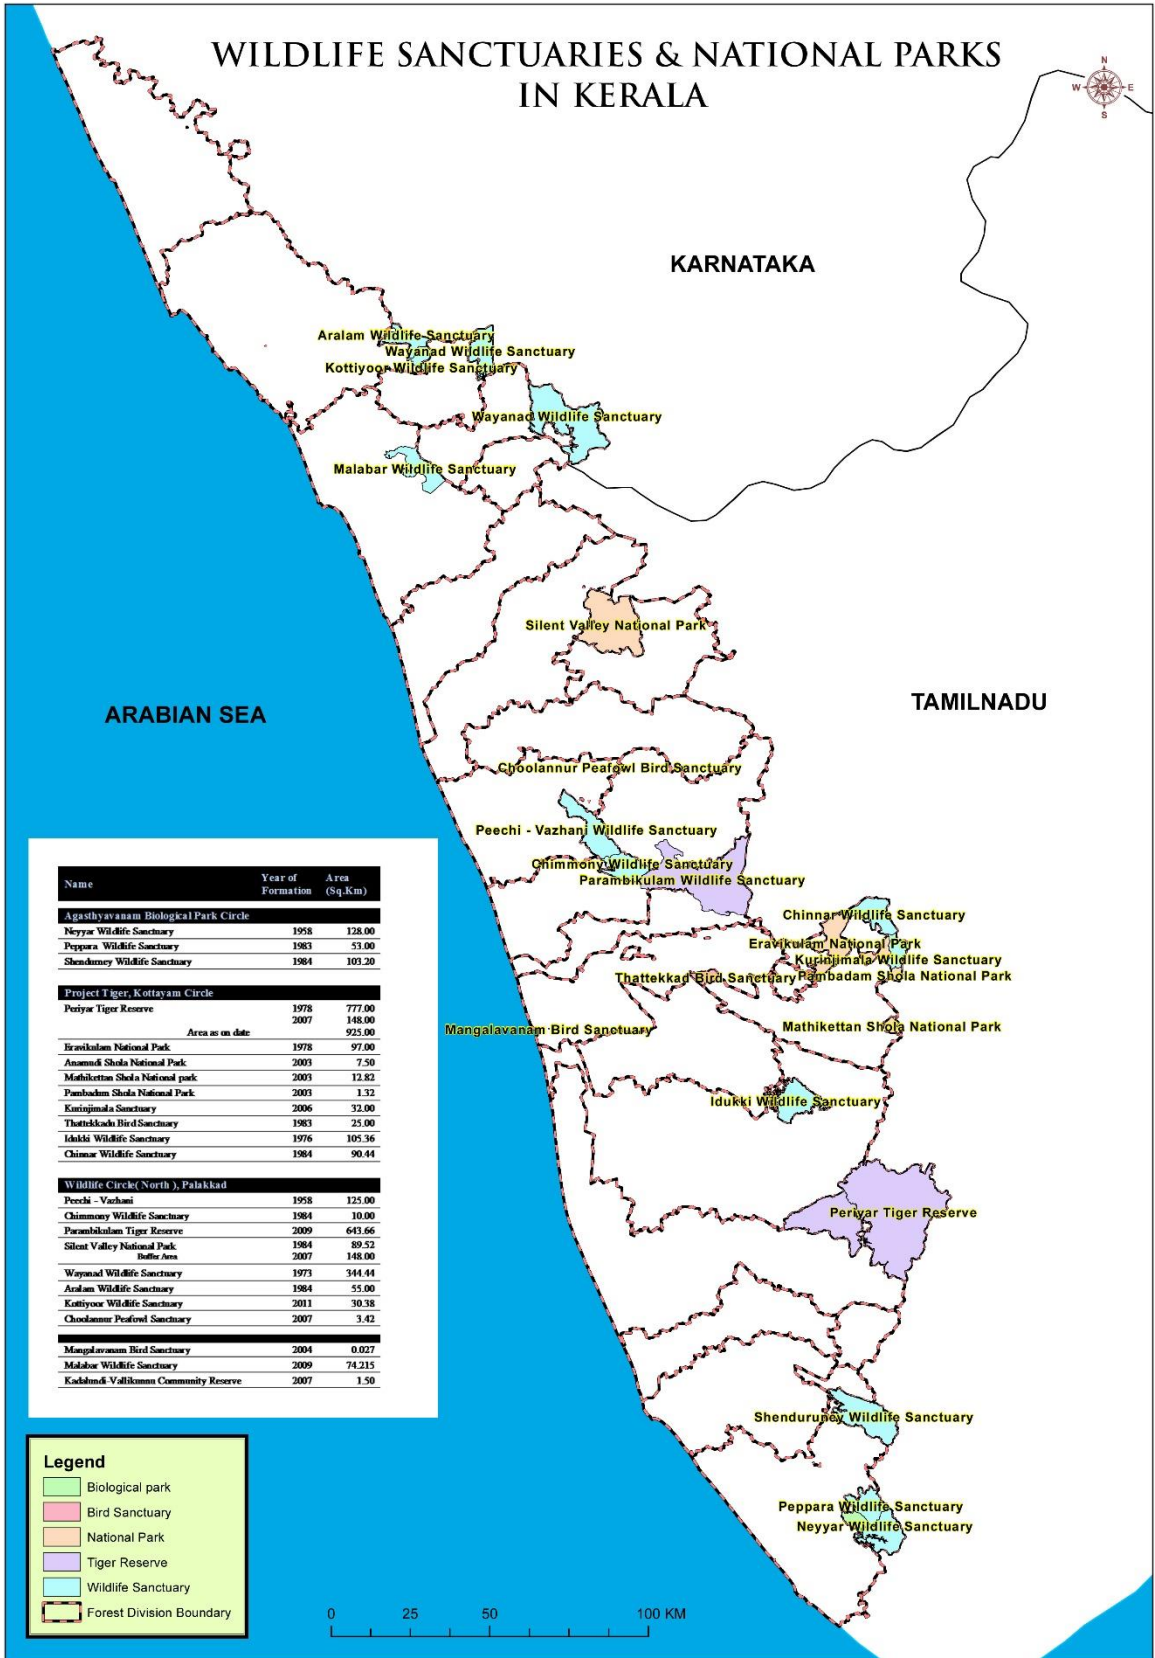 WILDLIFE SANCTUARIES & NATIONAL PARKS
IN KERALA
N
W E
S
KARNATAKA
Aralam Wildlife Sanctuary
Wayanad Wildlife Sanctuary
Kottiyoor Wildlife Sanctuary
Wayanad Wildlife Sanctuary
Malabar Wildlife Sanctuary
Silent Valley National Park
ARABIAN SEA
TAMILNADU
Choolannur Peafowl Bird Sanctuary
Peechi - Vazhani Wildlife Sanctuary
Chimmony Wildlife Sanctuary
Parambikulam Wildlife Sanctuary
Chinnar Wildlife Sanctuary
Eravikulam National Park
Kurinjimala Wildlife Sanctuary
Thattekkad Bird Sanctuary
Pambadam Shola National Park
Mangalavanam Bird Sanctuary
Mathikettan Shola National Park
Idukki Wildlife Sanctuary
Periyar Tiger Reserve
Shenduruney Wildlife Sanctuary
Peppara Wildlife Sanctuary
Neyyar Wildlife Sanctuary
Name Year of Formation Area (Sq.Km)
Agasthyavanam Biological Park Circle
Neyyar Wildlife Sanctuary 1958 128.00
Peppara Wildlife Sanctuary 1983 53.00
Shendurney Wildlife Sanctuary 1984 103.20
Project Tiger, Kottayam Circle
Periyar Tiger Reserve 1978 777.00
2007 148.00
Area as on date 925.00
Eravikulam National Park 1978 97.00
Anamudi Shola National Park 2003 7.50
Mathikettan Shola National park 2003 12.82
Pambadum Shola National Park 2003 1.32
Kurinjimala Sanctuary 2006 32.00
Thattekkadu Bird Sanctuary 1983 25.00
Idukki Wildlife Sanctuary 1976 105.36
Chinnar Wildlife Sanctuary 1984 90.44
Wildlife Circle( North ), Palakkad
Peechi - Vazhani 1958 125.00
Chimmony Wildlife Sanctuary 1984 10.00
Parambikulam Tiger Reserve 2009 643.66
Silent Valley National Park 1984 89.52
Buffer Area 2007 148.00
Wayanad Wildlife Sanctuary 1973 344.44
Aralam Wildlife Sanctuary 1984 55.00
Kottiyoor Wildlife Sanctuary 2011 30.38
Choolannur Peafowl Sanctuary 2007 3.42
Mangalavanam Bird Sanctuary 2004 0.027
Malabar Wildlife Sanctuary 2009 74.215
Kadalundi-Vallikunnu Community Reserve 2007 1.50
Legend
Biological park
Bird Sanctuary
National Park
Tiger Reserve
Wildlife Sanctuary
Forest Division Boundary
0 25 50 100 KM